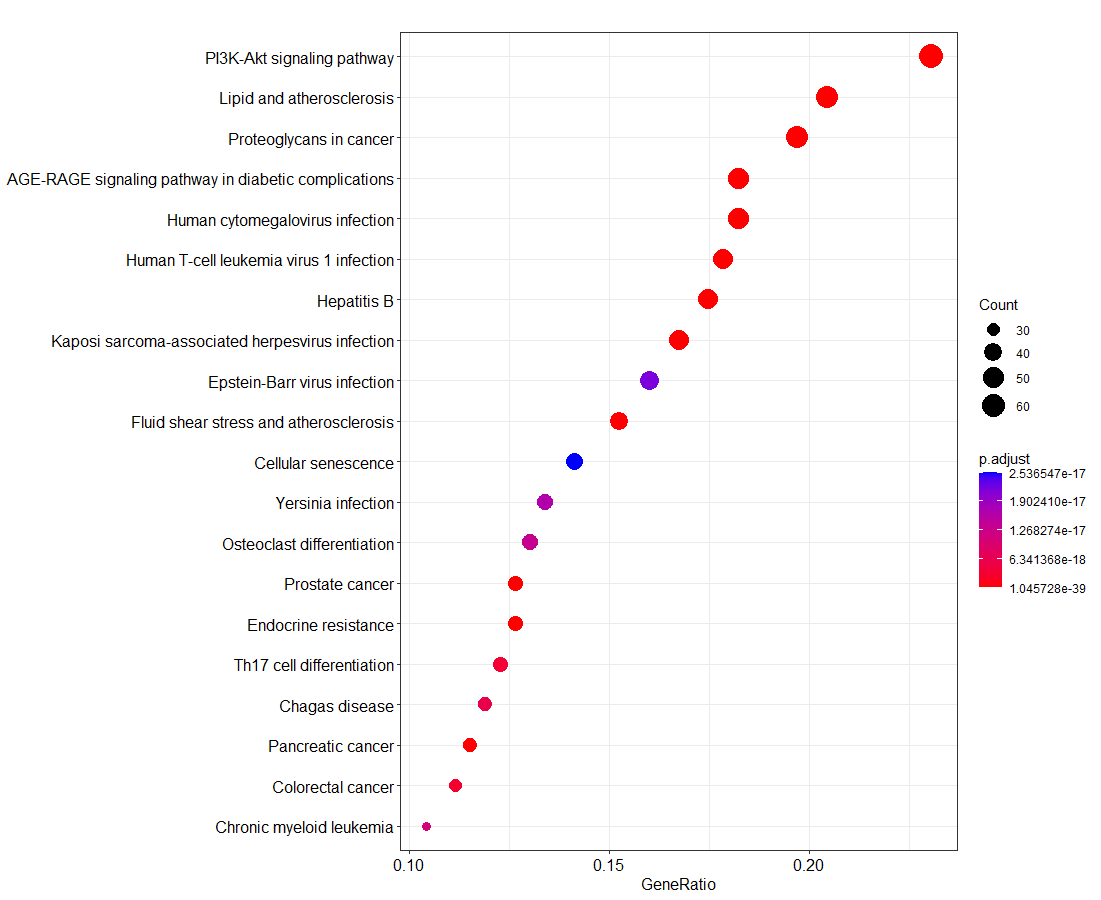 PI3K-Akt signaling pathway
Lipid and atherosclerosis
Proteoglycans in cancer
AGE-RAGE signaling pathway in diabetic complications
Human cytomegalovirus infection
Human T-cell leukemia virus 1 infection
Hepatitis B
Kaposi sarcoma-associated herpesvirus infection
Epstein-Barr virus infection
Fluid shear stress and atherosclerosis
Cellular senescence
Yersinia infection
Osteoclast differentiation
Prostate cancer
Endocrine resistance
Th17 cell differentiation
Chagas disease
Pancreatic cancer
Colorectal cancer
Chronic myeloid leukemia
0.10 0.15 0.20
GeneRatio
Count
30
40
50
60
p.adjust
2.536547e-17
1.902410e-17
1.268274e-17
6.341368e-18
1.045728e-39